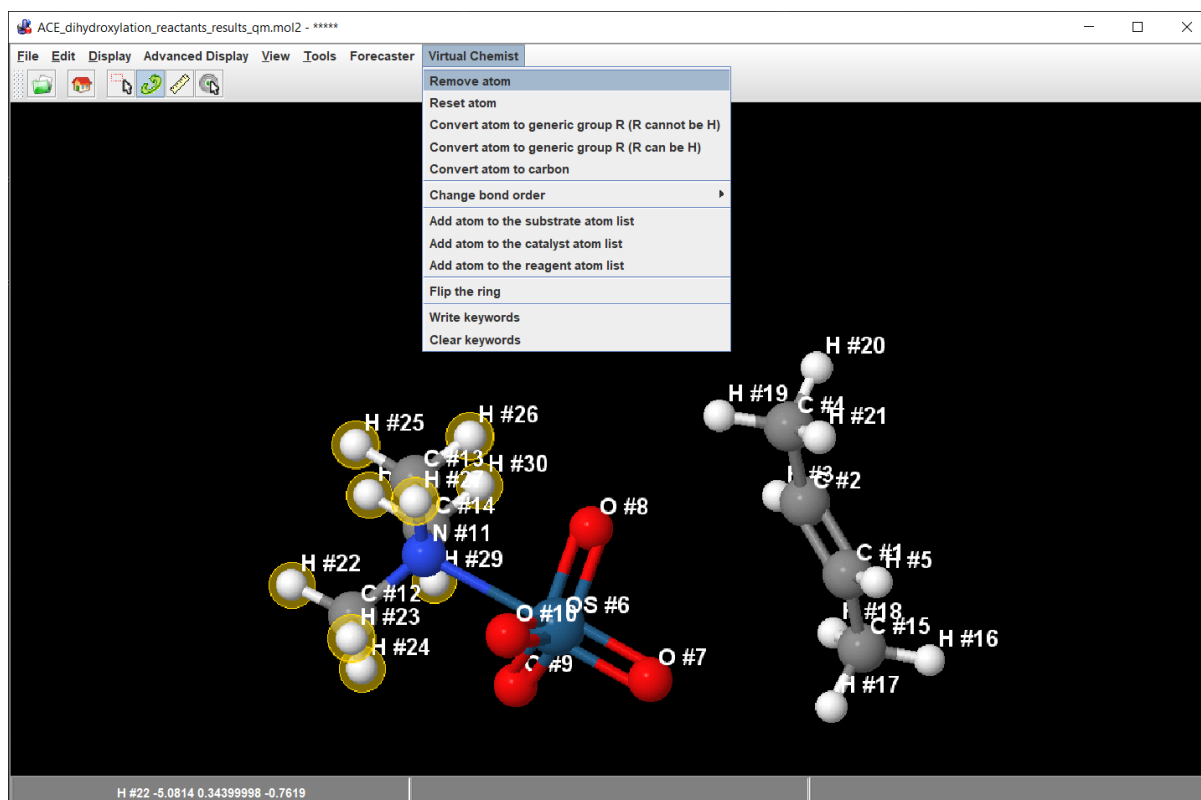 ACE_dihydroxylation_reactants_results_qm.mol2 - *****
File Edit Display Advanced Display View Tools Forecaster Virtual Chemist
Remove atom
Reset atom
Convert atom to generic group R (R cannot be H)
Convert atom to generic group R (R can be H)
Convert atom to carbon
Change bond order
Add atom to the substrate atom list
Add atom to the catalyst atom list
Add atom to the reagent atom list
Flip the ring
Write keywords
Clear keywords
H #20
H #19
C #4
H #21
H #25
H #26
C #13
H #30
H #3
C #2
H #27
C #14
O #8
N #11
H #29
C #1
H #5
H #22
C #12
OS #6
H #23
O #10
H #18
C #15
H #16
H #24
O #9
O #7
H #17
H #22 -5.0814 0.34399998 -0.7619